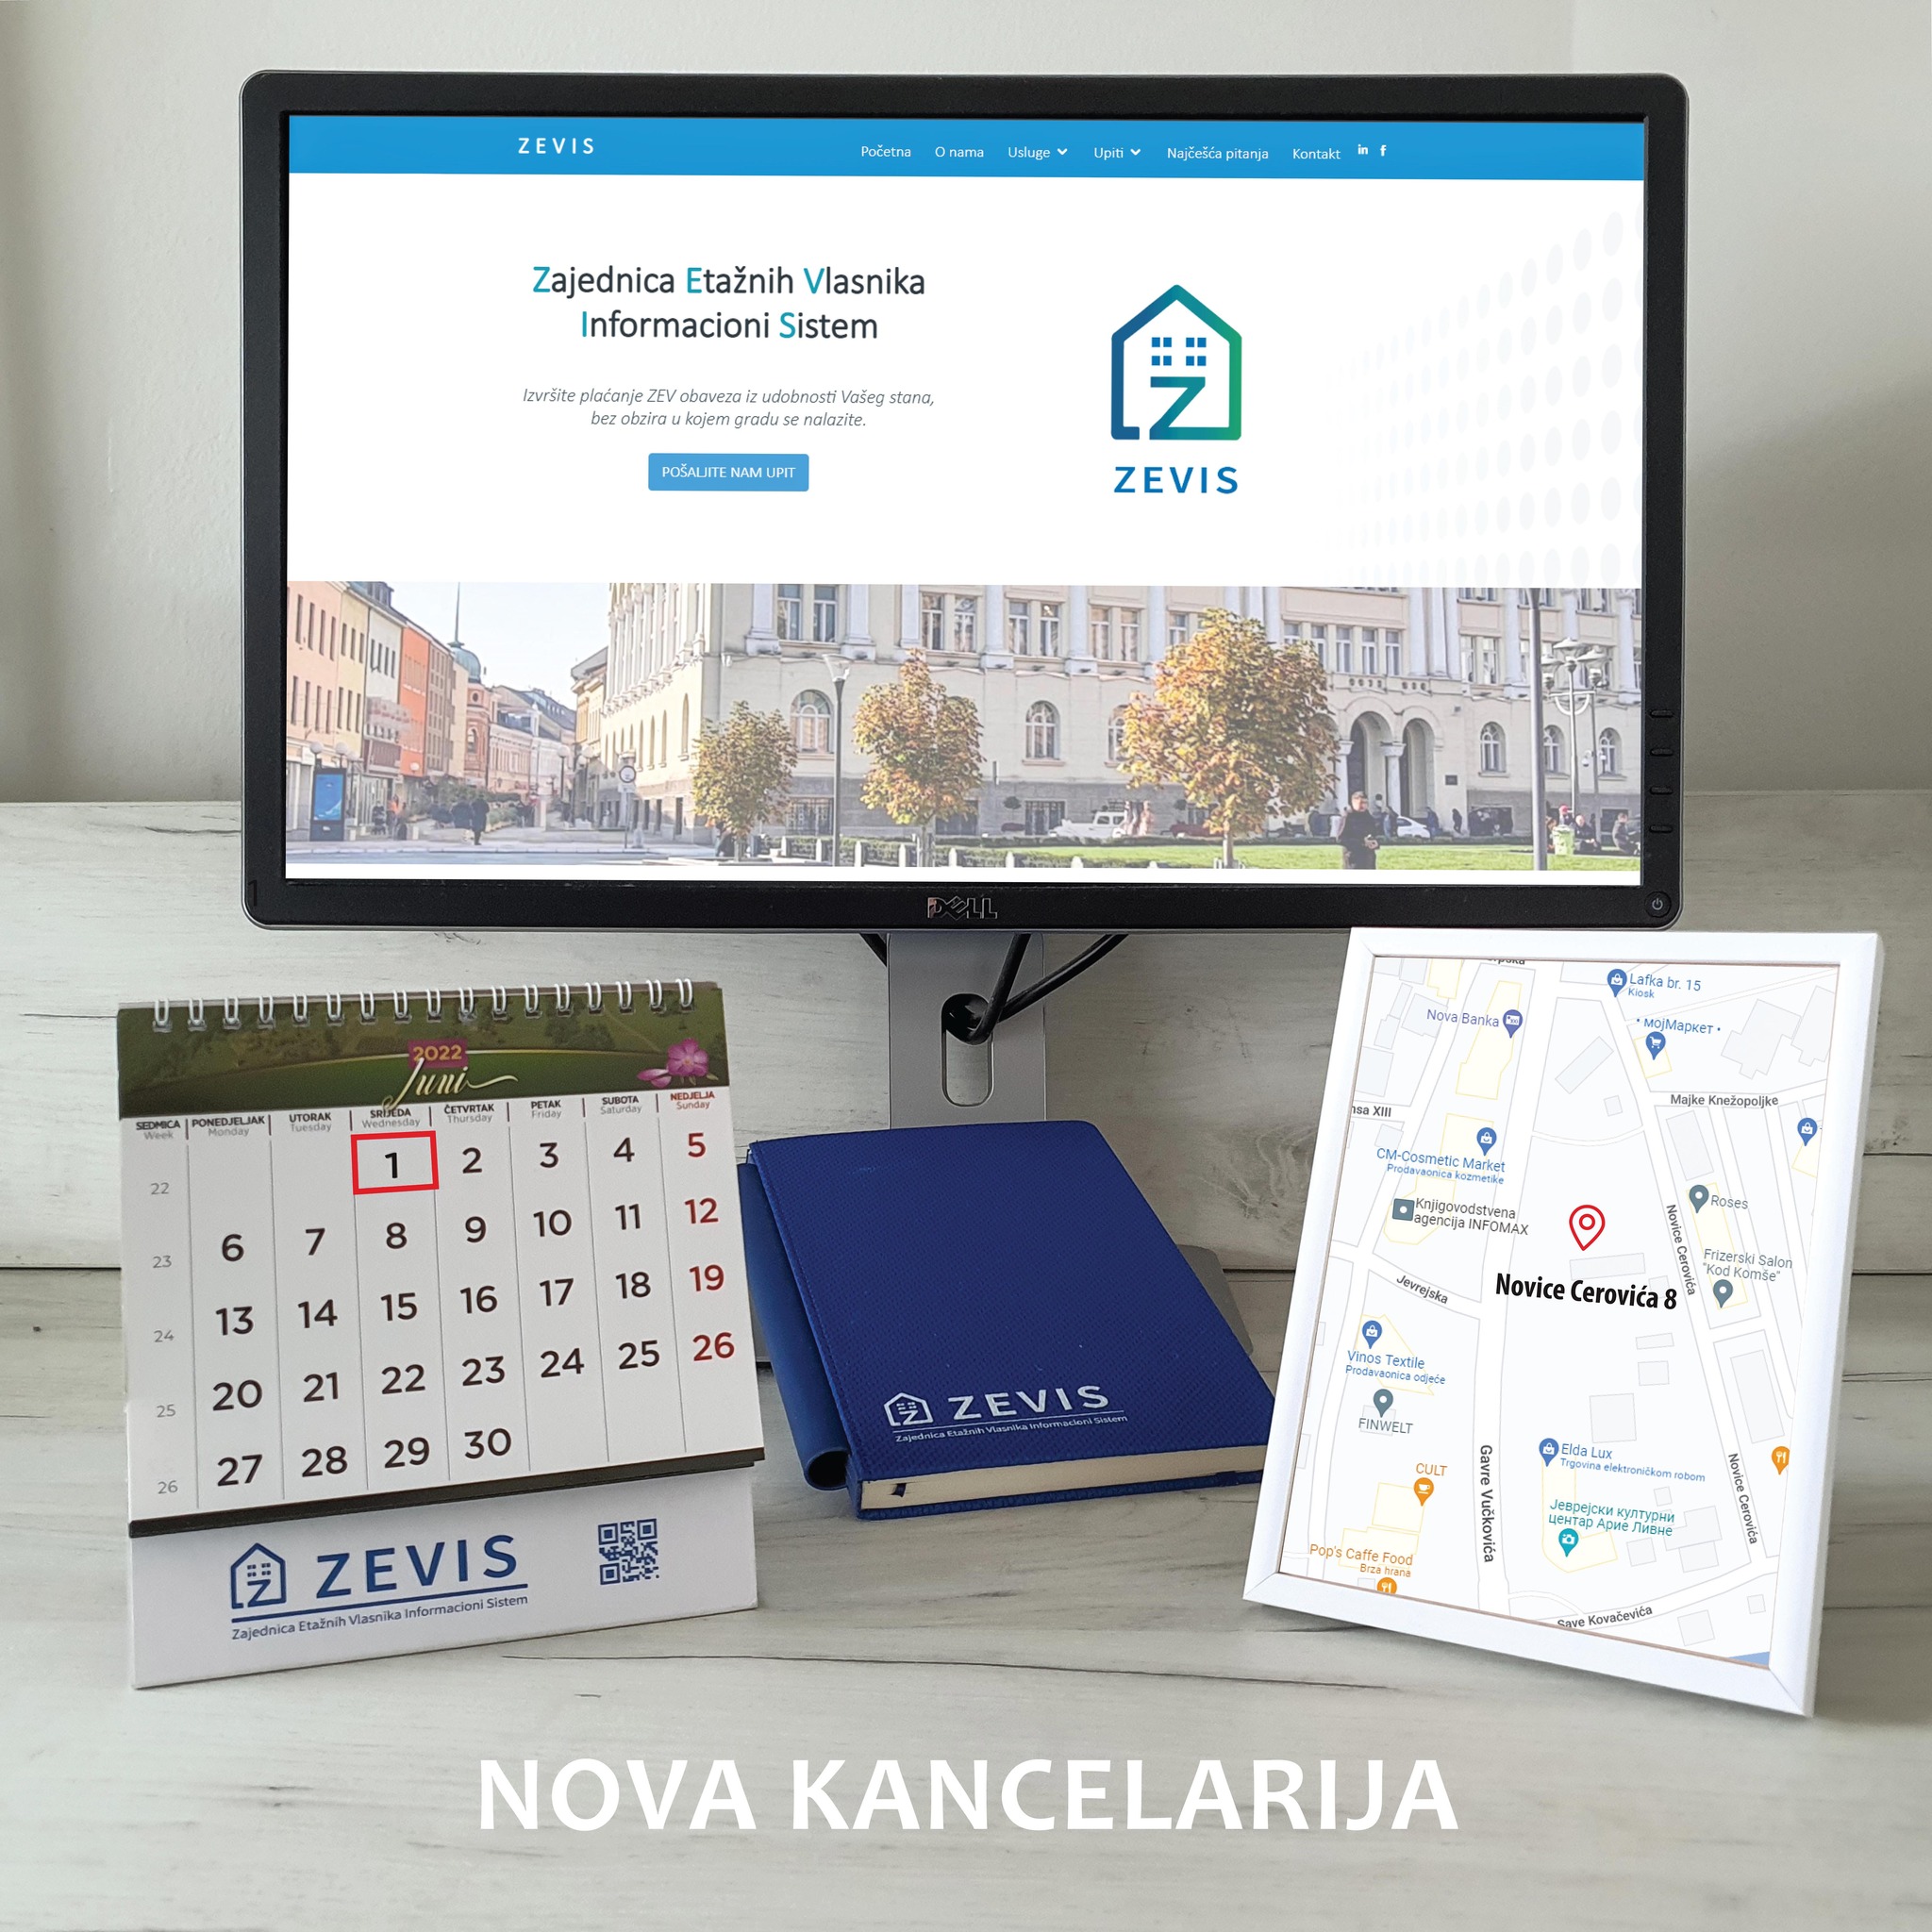 ZEVIS
Početna O nama Usluge Upiti Najčešća pitanja Kontakt in f
Zajednica Etažnih Vlasnika
Informacioni Sistem
Izvršite plaćanje ZEV obaveza iz udobnosti Vašeg stana,
bez obzira u kojem gradu se nalazite.
POŠALJITE NAM UPIT
ZEVIS
DELL
2022
Juni
SEDMICA PONEDJELJAK UTORAK SRIJEDA ČETVRTAK PETAK SUBOTA NEDJELJA
Week Monday Tuesday Wednesday Thursday Friday Saturday Sunday
22 1 2 3 4 5
23 6 7 8 9 10 11 12
24 13 14 15 16 17 18 19
25 20 21 22 23 24 25 26
26 27 28 29 30
ZEVIS
Zajednica Etažnih Vlasnika Informacioni Sistem
ZEVIS
Zajednica Etažnih Vlasnika Informacioni Sistem
Lafka br. 15
Kiosk
Nova Banka
• мојМаркет •
Majke Knežopoljke
nsa XIII
CM-Cosmetic Market
Prodavaonica kozmetike
Knjigovodstvena
agencija INFOMAX
Roses
Novice Cerovića
Frizerski Salon
"Kod Komše"
Jevrejska
Novice Cerovića 8
Vinos Textile
Prodavaonica odjeće
FINWELT
Elda Lux
Trgovina elektroničkom robom
CULT
Gavre Vučkovića
Novice Cerovića
Јеврејски културни
центар Арие Ливне
Pop's Caffe Food
Brza hrana
Save Kovačevića
NOVA KANCELARIJA